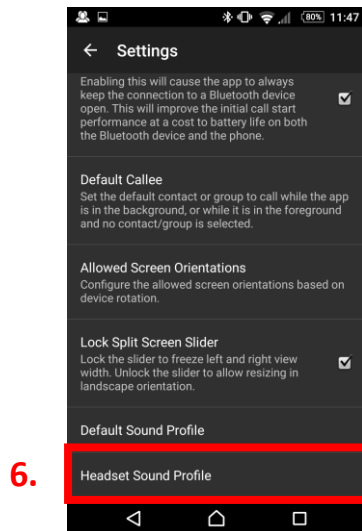 80% 11:47
Settings
Enabling this will cause the app to always
keep the connection to a Bluetooth device
open. This will improve the initial call start
performance at a cost to battery life on both
the Bluetooth device and the phone.
Default Callee
Set the default contact or group to call while the app
is in the background, or while it is in the foreground
and no contact/group is selected.
Allowed Screen Orientations
Configure the allowed screen orientations based on
device rotation.
Lock Split Screen Slider
Lock the slider to freeze left and right view
width. Unlock the slider to allow resizing in
landscape orientation.
Default Sound Profile
6.
Headset Sound Profile